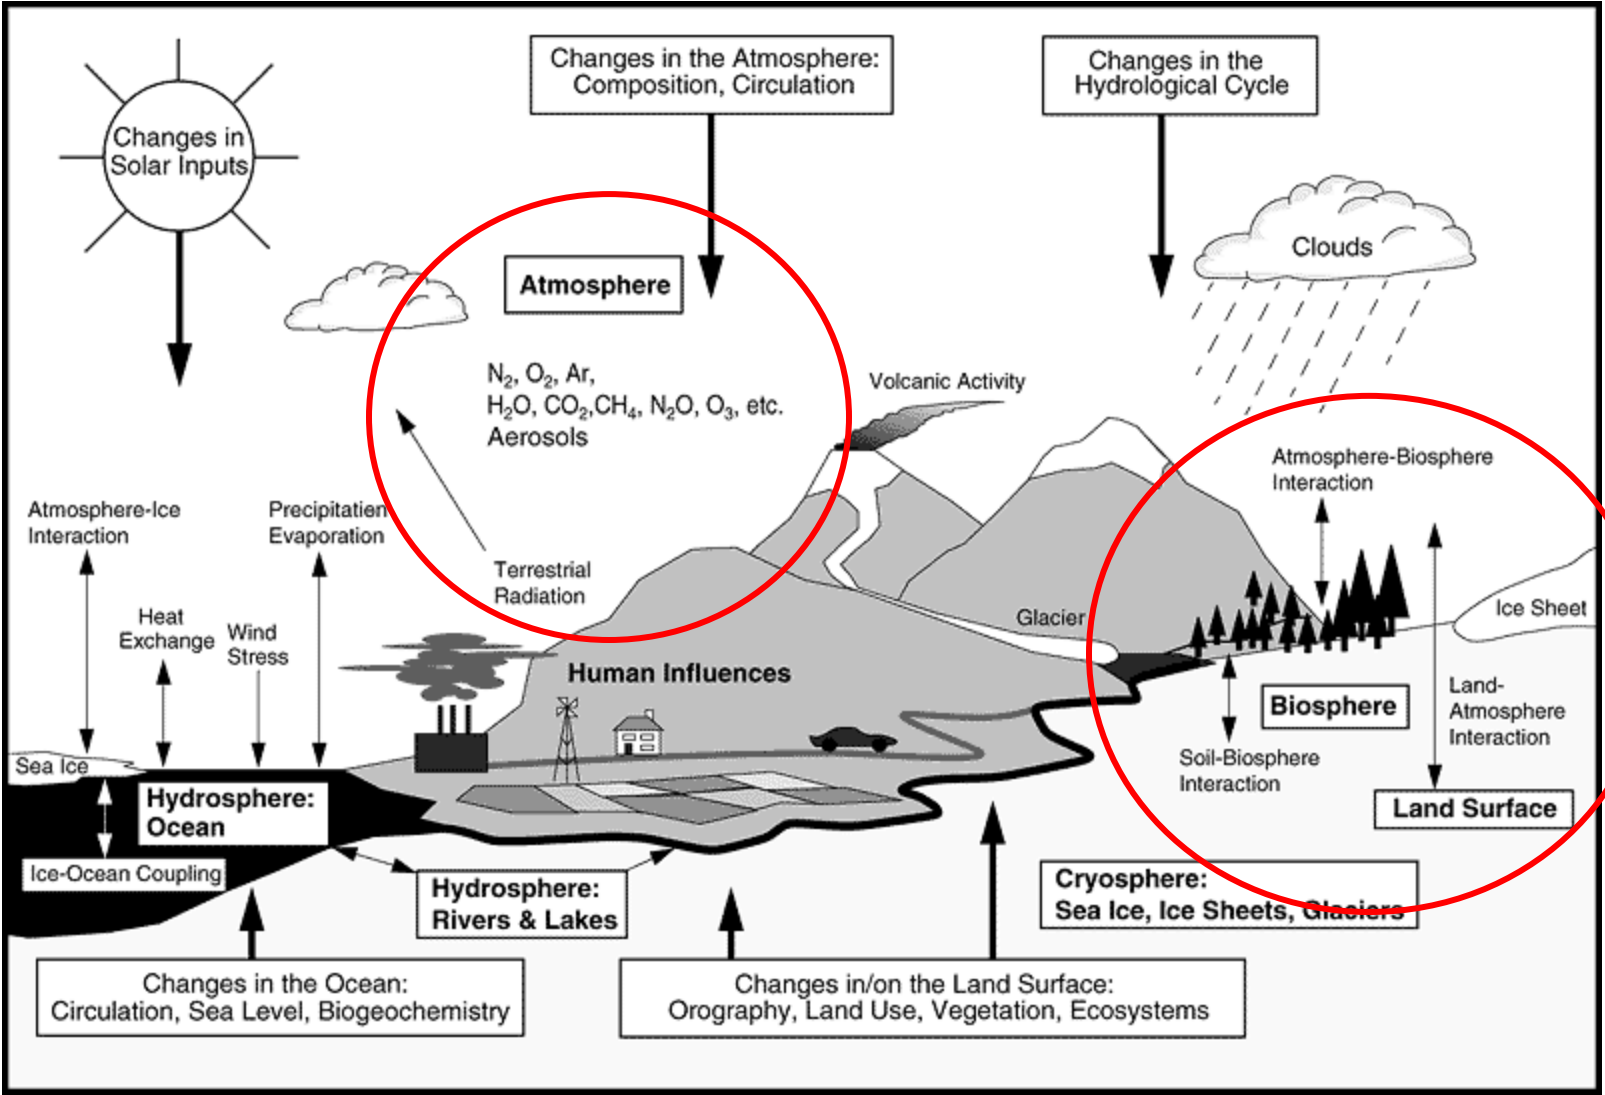 Changes in the Atmosphere:
Composition, Circulation
Changes in the
Hydrological Cycle
Changes in
Solar Inputs
Clouds
Atmosphere
N₂, O₂, Ar,
H₂O, CO₂,CH₄, N₂O, O₃, etc.
Aerosols
Volcanic Activity
Atmosphere-Biosphere
Interaction
Atmosphere-Ice
Interaction
Precipitation
Evaporation
Terrestrial
Radiation
Heat
Exchange
Wind
Stress
Glacier
Ice Sheet
Human Influences
Land-
Atmosphere
Interaction
Biosphere
Soil-Biosphere
Interaction
Sea Ice
Hydrosphere:
Ocean
Land Surface
Ice-Ocean Coupling
Hydrosphere:
Rivers & Lakes
Cryosphere:
Sea Ice, Ice Sheets, Glaciers
Changes in the Ocean:
Circulation, Sea Level, Biogeochemistry
Changes in/on the Land Surface:
Orography, Land Use, Vegetation, Ecosystems